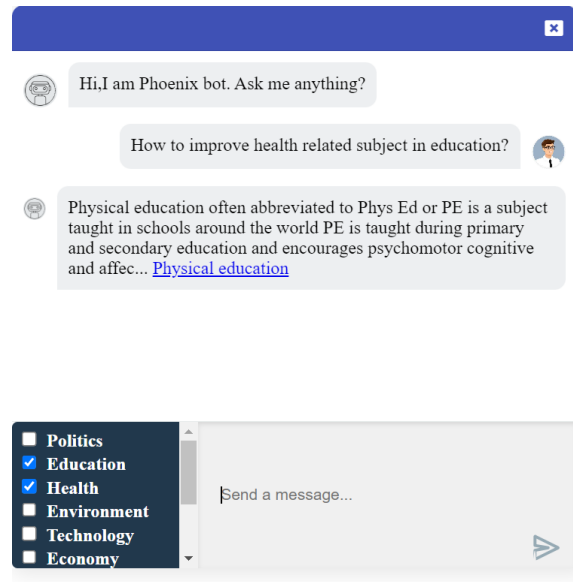 Hi,I am Phoenix bot. Ask me anything?
How to improve health related subject in education?
Physical education often abbreviated to Phys Ed or PE is a subject
taught in schools around the world PE is taught during primary
and secondary education and encourages psychomotor cognitive
and affec... Physical education
Politics
Education
Health
Environment
Technology
Economy
Send a message...